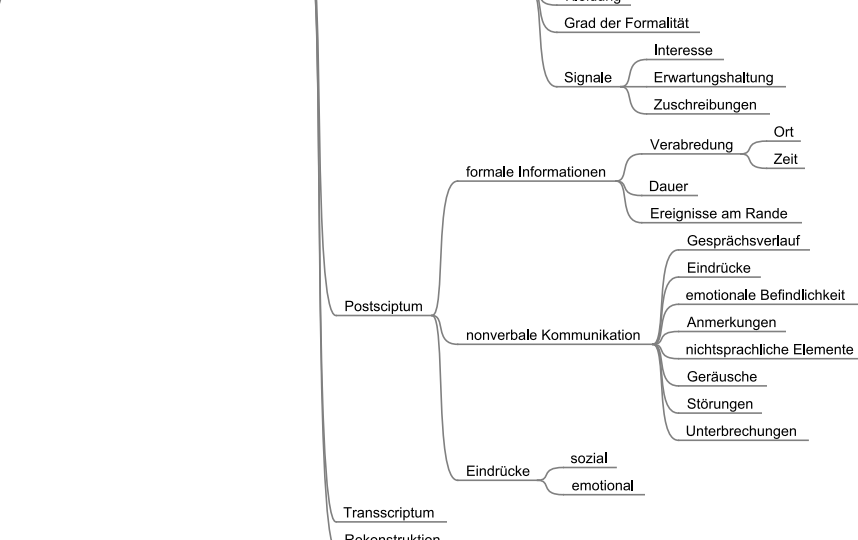 Grad der Formalität
Signale
Interesse
Erwartungshaltung
Zuschreibungen
Postsciptum
formale Informationen
Verabredung
Ort
Zeit
Dauer
Ereignisse am Rande
nonverbale Kommunikation
Gesprächsverlauf
Eindrücke
emotionale Befindlichkeit
Anmerkungen
nichtsprachliche Elemente
Geräusche
Störungen
Unterbrechungen
Eindrücke
sozial
emotional
Transscriptum
Rekonstruktion